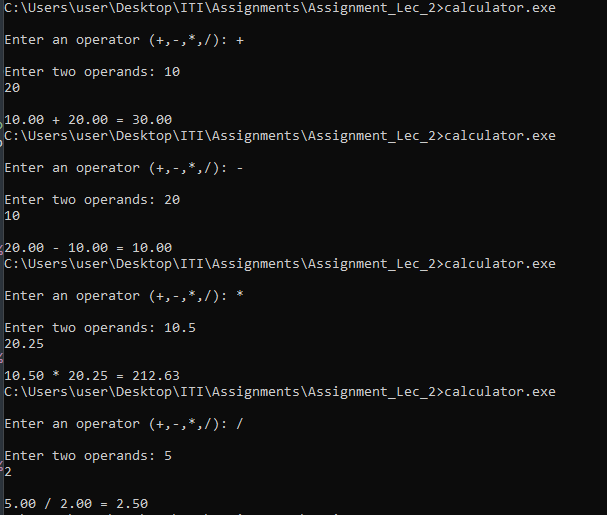 C:\Users\user\Desktop\ITI\Assignments\Assignment_Lec_2>calculator.exe
Enter an operator (+,-,*,/): +
Enter two operands: 10
20
10.00 + 20.00 = 30.00
C:\Users\user\Desktop\ITI\Assignments\Assignment_Lec_2>calculator.exe
Enter an operator (+,-,*,/): -
Enter two operands: 20
10
20.00 - 10.00 = 10.00
C:\Users\user\Desktop\ITI\Assignments\Assignment_Lec_2>calculator.exe
Enter an operator (+,-,*,/): *
Enter two operands: 10.5
20.25
10.50 * 20.25 = 212.63
C:\Users\user\Desktop\ITI\Assignments\Assignment_Lec_2>calculator.exe
Enter an operator (+,-,*,/): /
Enter two operands: 5
2
5.00 / 2.00 = 2.50